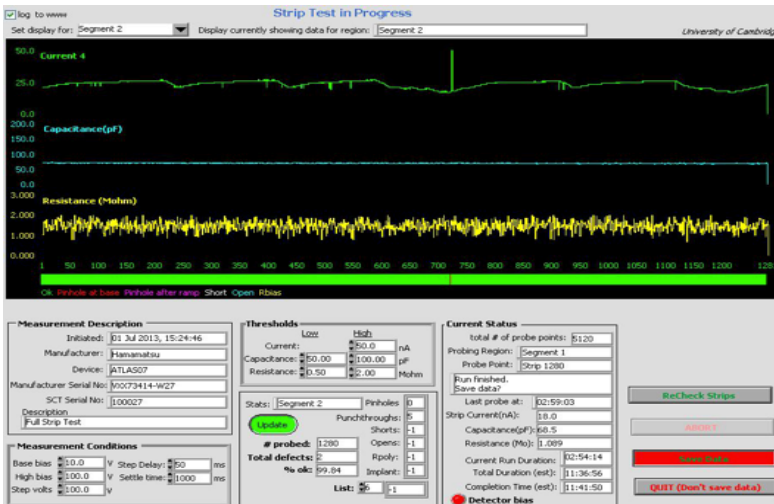 log to www
Strip Test in Progress
Set display for: Segment 2 Display currently showing data for region: Segment 2 University of Cambridg
50.0 Current 4
25.0
0.0
200.0 Capacitance(pF)
150.0
100.0
50.0
0.0
3.000 Resistance (Mohm)
2.000
1.000
0.000
1 50 100 150 200 250 300 350 400 450 500 550 600 650 700 750 800 850 900 950 1000 1050 1100 1150 1200 128
Ok Pinhole at base Pinhole after ramp Short Open Rbias
Measurement Description
Initiated: 01 Jul 2013, 15:24:46
Manufacturer: Hamamatsu
Device: ATLAS07
Manufacturer Serial No: VXX73414-W27
SCT Serial No: 100027
Description
Full Strip Test
Measurement Conditions
Base bias 10.0 V Step Delay: 50 ms
High bias 100.0 V Settle time: 1000 ms
Step volts 100.0 V
Thresholds
Low High
Current: 50.0 nA
Capacitance: 50.00 100.00 pF
Resistance: 0.50 2.00 Mohm
Stats: Segment 2 Pinholes 0
Update
Punchthroughs: 5
Shorts: -1
# probed: 1280 Opens: -1
Total defects: 2 Rpoly: -1
% ok: 99.84 Implant: -1
List: 6 -1
Current Status
total # of probe points: 5120
Probing Region: Segment 1
Probe Point: Strip 1280
Run finished.
Save data?
Last probe at: 02:59:03
Strip Current(nA): 18.0
Capacitance(pF): 68.5
Resistance (Mo): 1.089
Current Run Duration: 02:54:14
Total Duration (est): 11:36:56
Completion Time (est): 11:41:50
Detector bias
ReCheck Strips
ABORT
Save Data
QUIT (Don't save data)